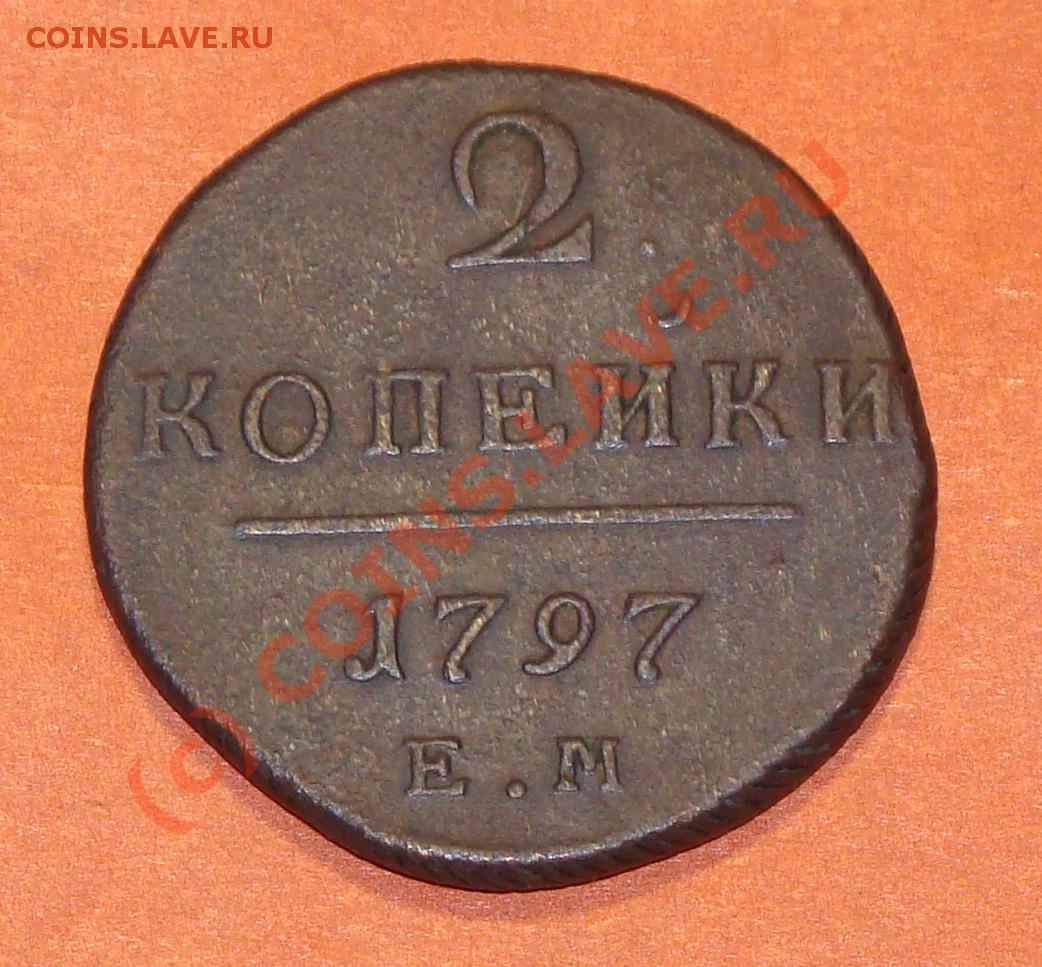 COINS.LAVE.RU
2
КОПЕЙКИ
1797
Е.М
(c) COINS.LAVE.RU